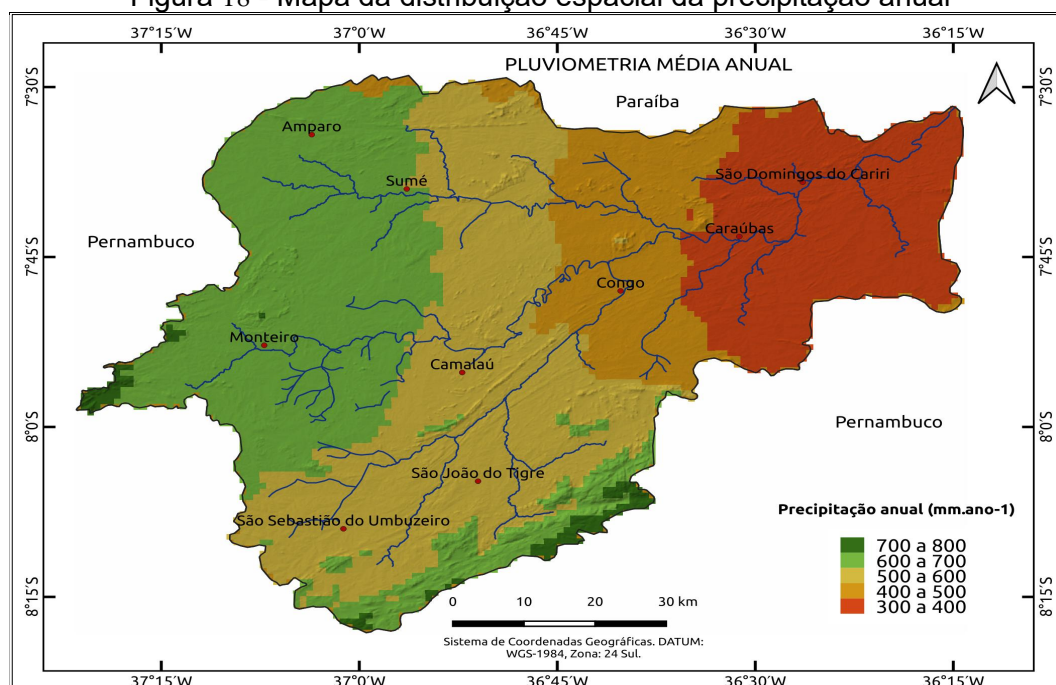 Figura 18 - Mapa da distribuição espacial da precipitação anual
37°15'W 37°0'W 36°45'W 36°30'W 36°15'W
PLUVIOMETRIA MÉDIA ANUAL
7°30'S 7°30'S
Paraíba
Amparo
São Domingos do Cariri
Sumé
Caraúbas
Pernambuco
7°45'S 7°45'S
Congo
Monteiro
Camalaú
Pernambuco
8°0'S 8°0'S
São João do Tigre
Precipitação anual (mm.ano-1)
São Sebastião do Umbuzeiro
700 a 800
600 a 700
500 a 600
400 a 500
300 a 400
8°15'S 8°15'S
0 10 20 30 km
Sistema de Coordenadas Geográficas. DATUM:
WGS-1984, Zona: 24 Sul.
37°15'W 37°0'W 36°45'W 36°30'W 36°15'W